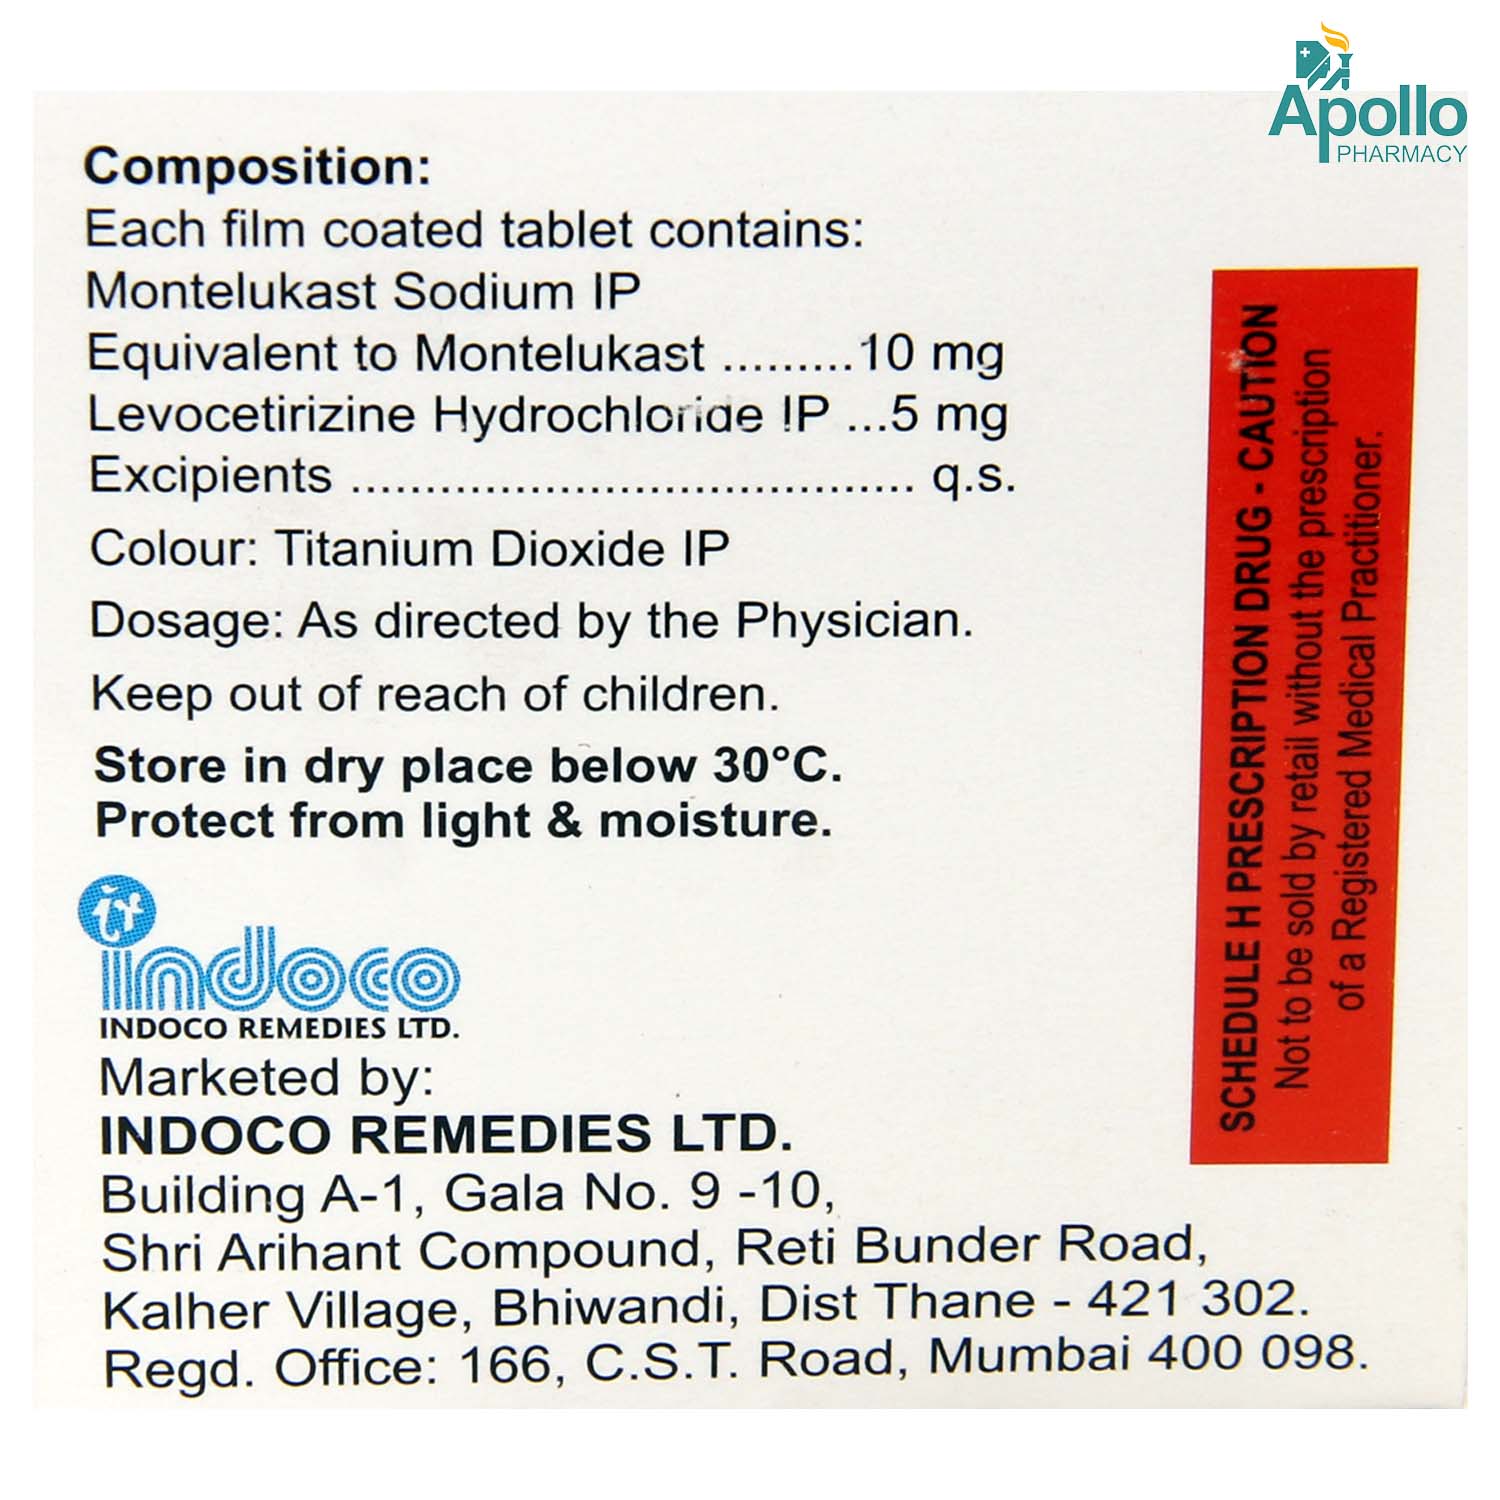 Apollo
PHARMACY
Composition:
Each film coated tablet contains:
Montelukast Sodium IP
Equivalent to Montelukast .........10 mg
Levocetirizine Hydrochloride IP ...5 mg
Excipients ...................................... q.s.
Colour: Titanium Dioxide IP
Dosage: As directed by the Physician.
Keep out of reach of children.
Store in dry place below 30°C.
Protect from light & moisture.
indoco
INDOCO REMEDIES LTD.
Marketed by:
INDOCO REMEDIES LTD.
Building A-1, Gala No. 9 -10,
Shri Arihant Compound, Reti Bunder Road,
Kalher Village, Bhiwandi, Dist Thane - 421 302.
Regd. Office: 166, C.S.T. Road, Mumbai 400 098.
SCHEDULE H PRESCRIPTION DRUG - CAUTION
Not to be sold by retail without the prescription
of a Registered Medical Practitioner.